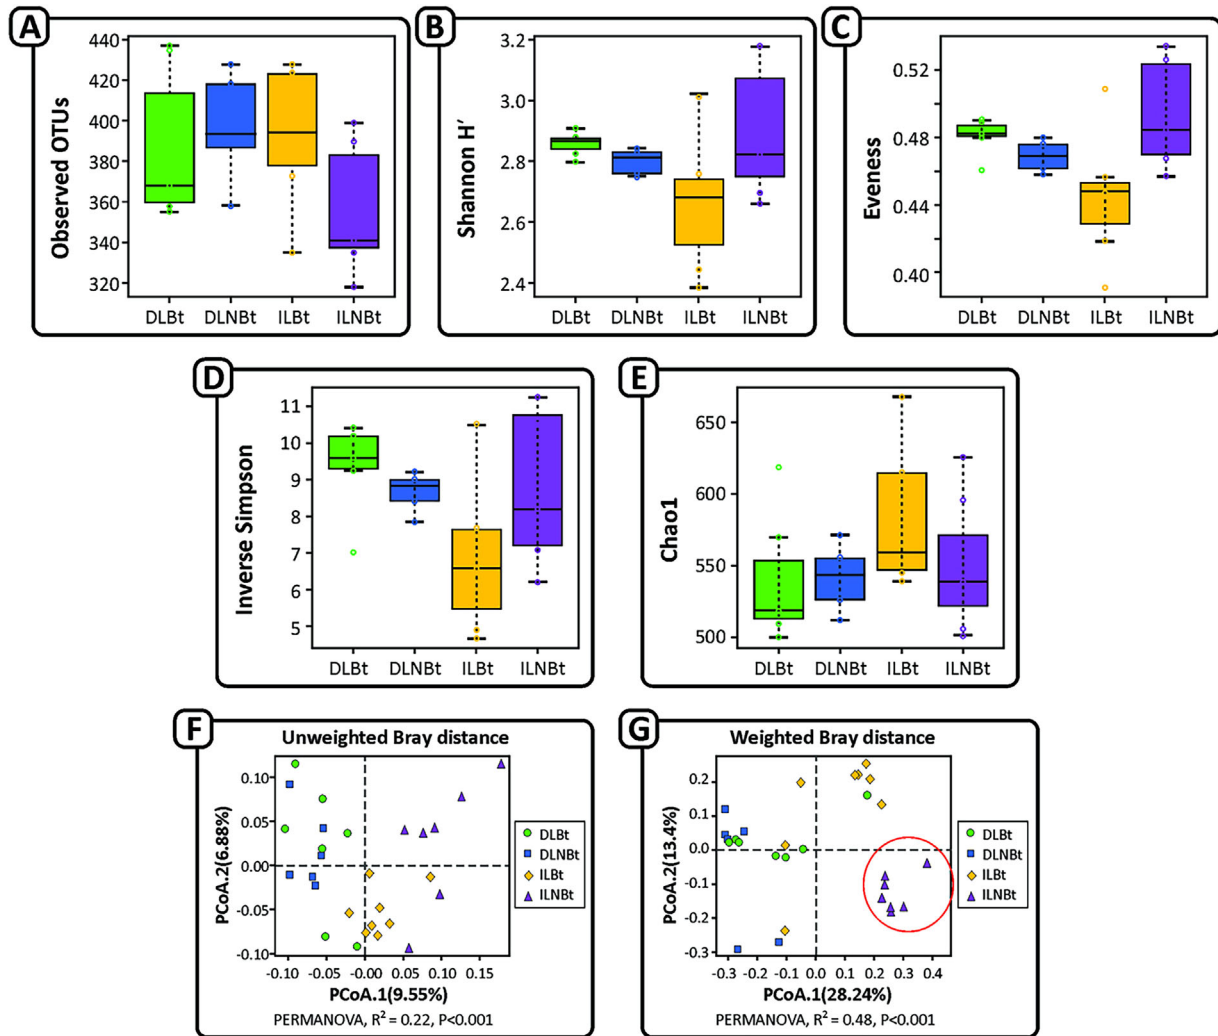 A
Observed OTUs
440
420
400
380
360
340
320
DLBt DLNBt ILBt ILNBt
B
Shannon H′
3.2
3.0
2.8
2.6
2.4
DLBt DLNBt ILBt ILNBt
C
Eveness
0.52
0.48
0.44
0.40
DLBt DLNBt ILBt ILNBt
D
Inverse Simpson
11
10
9
8
7
6
5
DLBt DLNBt ILBt ILNBt
E
Chao1
650
600
550
500
DLBt DLNBt ILBt ILNBt
F
Unweighted Bray distance
PCoA.2(6.88%)
0.10
0.05
0.00
-0.05
-0.10
-0.10 -0.05 -0.00 0.05 0.10 0.15
PCoA.1(9.55%)
PERMANOVA, R² = 0.22, P<0.001
DLBt
DLNBt
ILBt
ILNBt
G
Weighted Bray distance
PCoA.2(13.4%)
0.2
0.1
0.0
-0.1
-0.2
-0.3
-0.3 -0.2 -0.1 0.0 0.1 0.2 0.3 0.4
PCoA.1(28.24%)
PERMANOVA, R² = 0.48, P<0.001
DLBt
DLNBt
ILBt
ILNBt